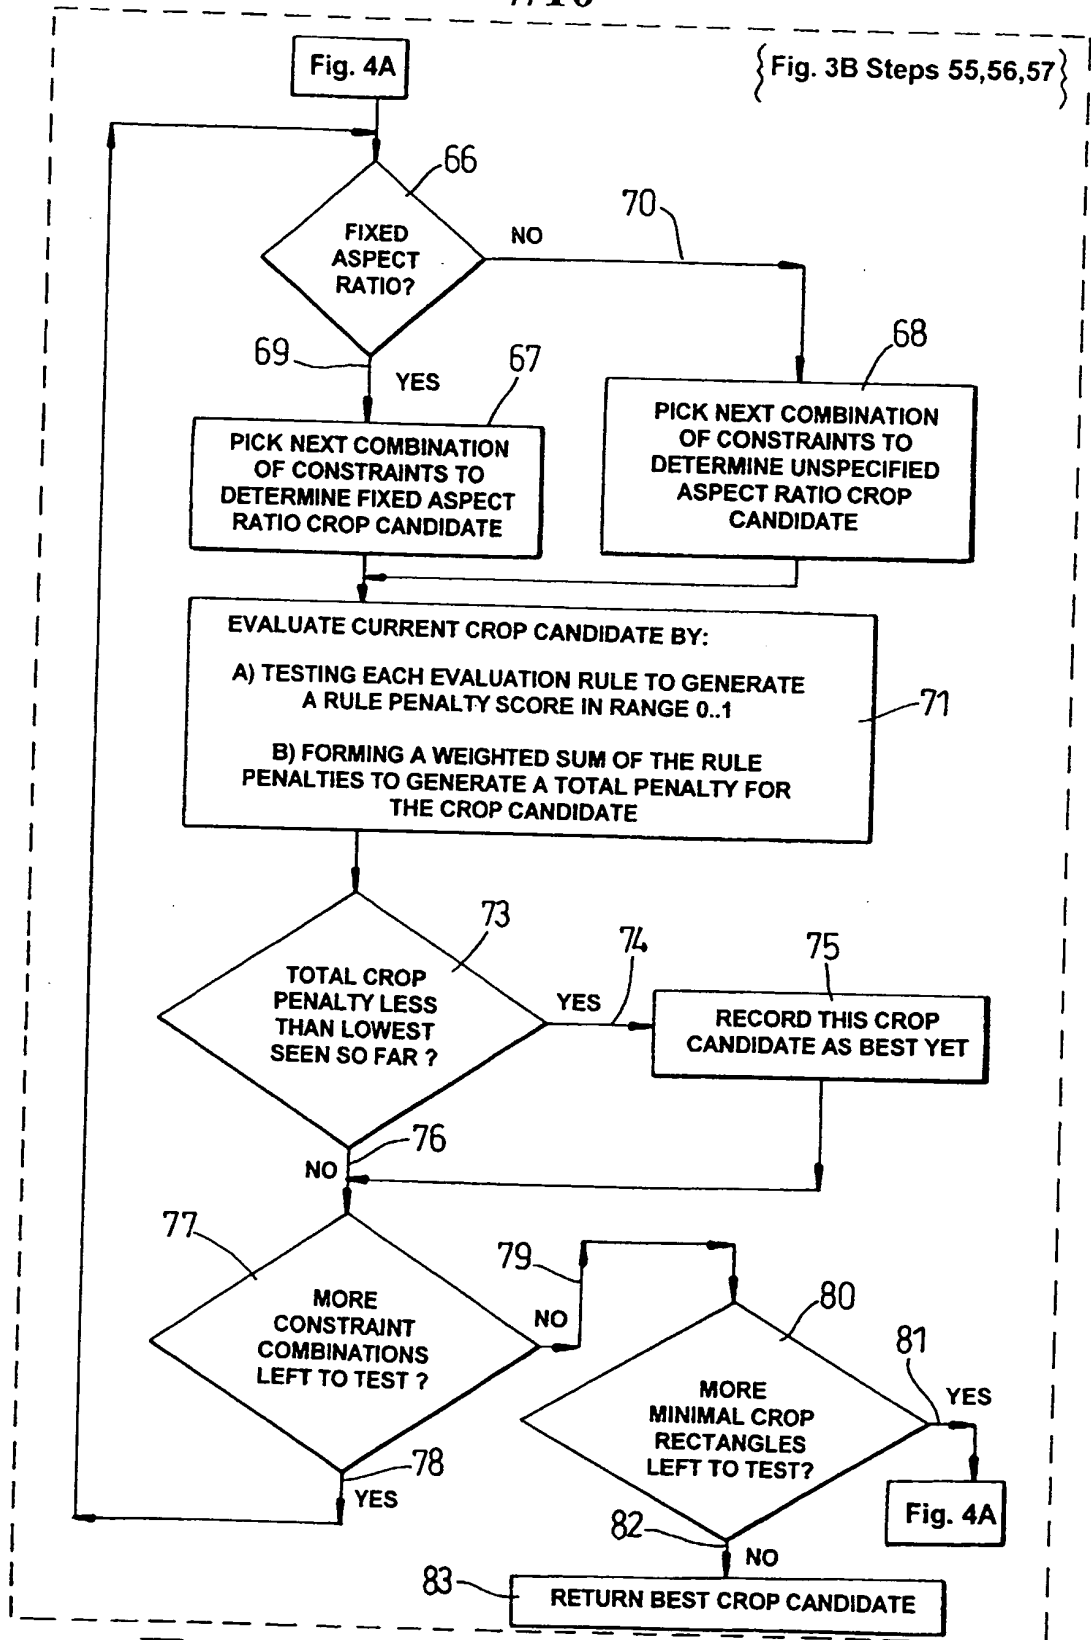 Fig. 4A
{Fig. 3B Steps 55,56,57}
66
FIXED
ASPECT
RATIO?
NO
70
69
YES
67
68
PICK NEXT COMBINATION
OF CONSTRAINTS TO
DETERMINE FIXED ASPECT
RATIO CROP CANDIDATE
PICK NEXT COMBINATION
OF CONSTRAINTS TO
DETERMINE UNSPECIFIED
ASPECT RATIO CROP
CANDIDATE
EVALUATE CURRENT CROP CANDIDATE BY:
A) TESTING EACH EVALUATION RULE TO GENERATE
A RULE PENALTY SCORE IN RANGE 0..1
B) FORMING A WEIGHTED SUM OF THE RULE
PENALTIES TO GENERATE A TOTAL PENALTY FOR
THE CROP CANDIDATE
71
73
TOTAL CROP
PENALTY LESS
THAN LOWEST
SEEN SO FAR ?
YES
74
75
RECORD THIS CROP
CANDIDATE AS BEST YET
76
NO
77
MORE
CONSTRAINT
COMBINATIONS
LEFT TO TEST ?
79
NO
78
YES
80
MORE
MINIMAL CROP
RECTANGLES
LEFT TO TEST?
81
YES
Fig. 4A
82
NO
83
RETURN BEST CROP CANDIDATE